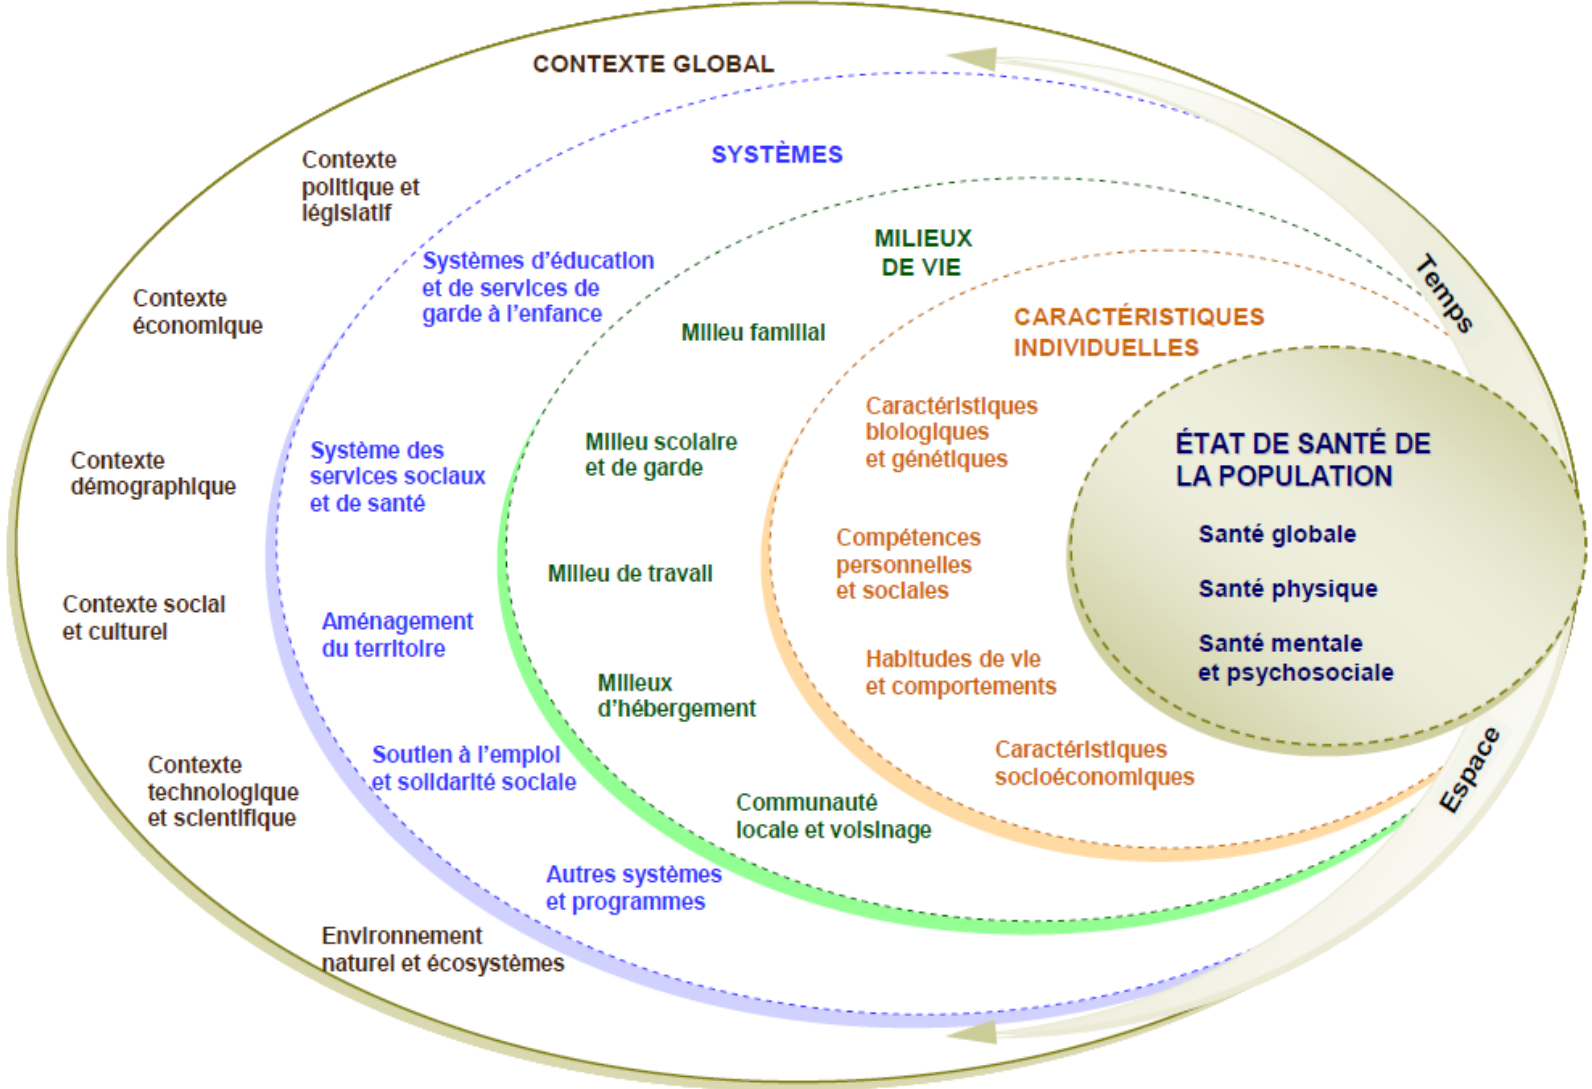 CONTEXTE GLOBAL
Contexte
politique et
législatif
Contexte
économique
Contexte
démographique
Contexte social
et culturel
Contexte
technologique
et scientifique
Environnement
naturel et écosystèmes
SYSTÈMES
Systèmes d'éducation
et de services de
garde à l'enfance
Système des
services sociaux
et de santé
Aménagement
du territoire
Soutien à l'emploi
et solidarité sociale
Autres systèmes
et programmes
MILIEUX
DE VIE
Milieu familial
Milieu scolaire
et de garde
Milieu de travail
Milieux
d'hébergement
Communauté
locale et voisinage
CARACTÉRISTIQUES
INDIVIDUELLES
Caractéristiques
biologiques
et génétiques
Compétences
personnelles
et sociales
Habitudes de vie
et comportements
Caractéristiques
socioéconomiques
ÉTAT DE SANTÉ DE
LA POPULATION
Santé globale
Santé physique
Santé mentale
et psychosociale
Temps
Espace